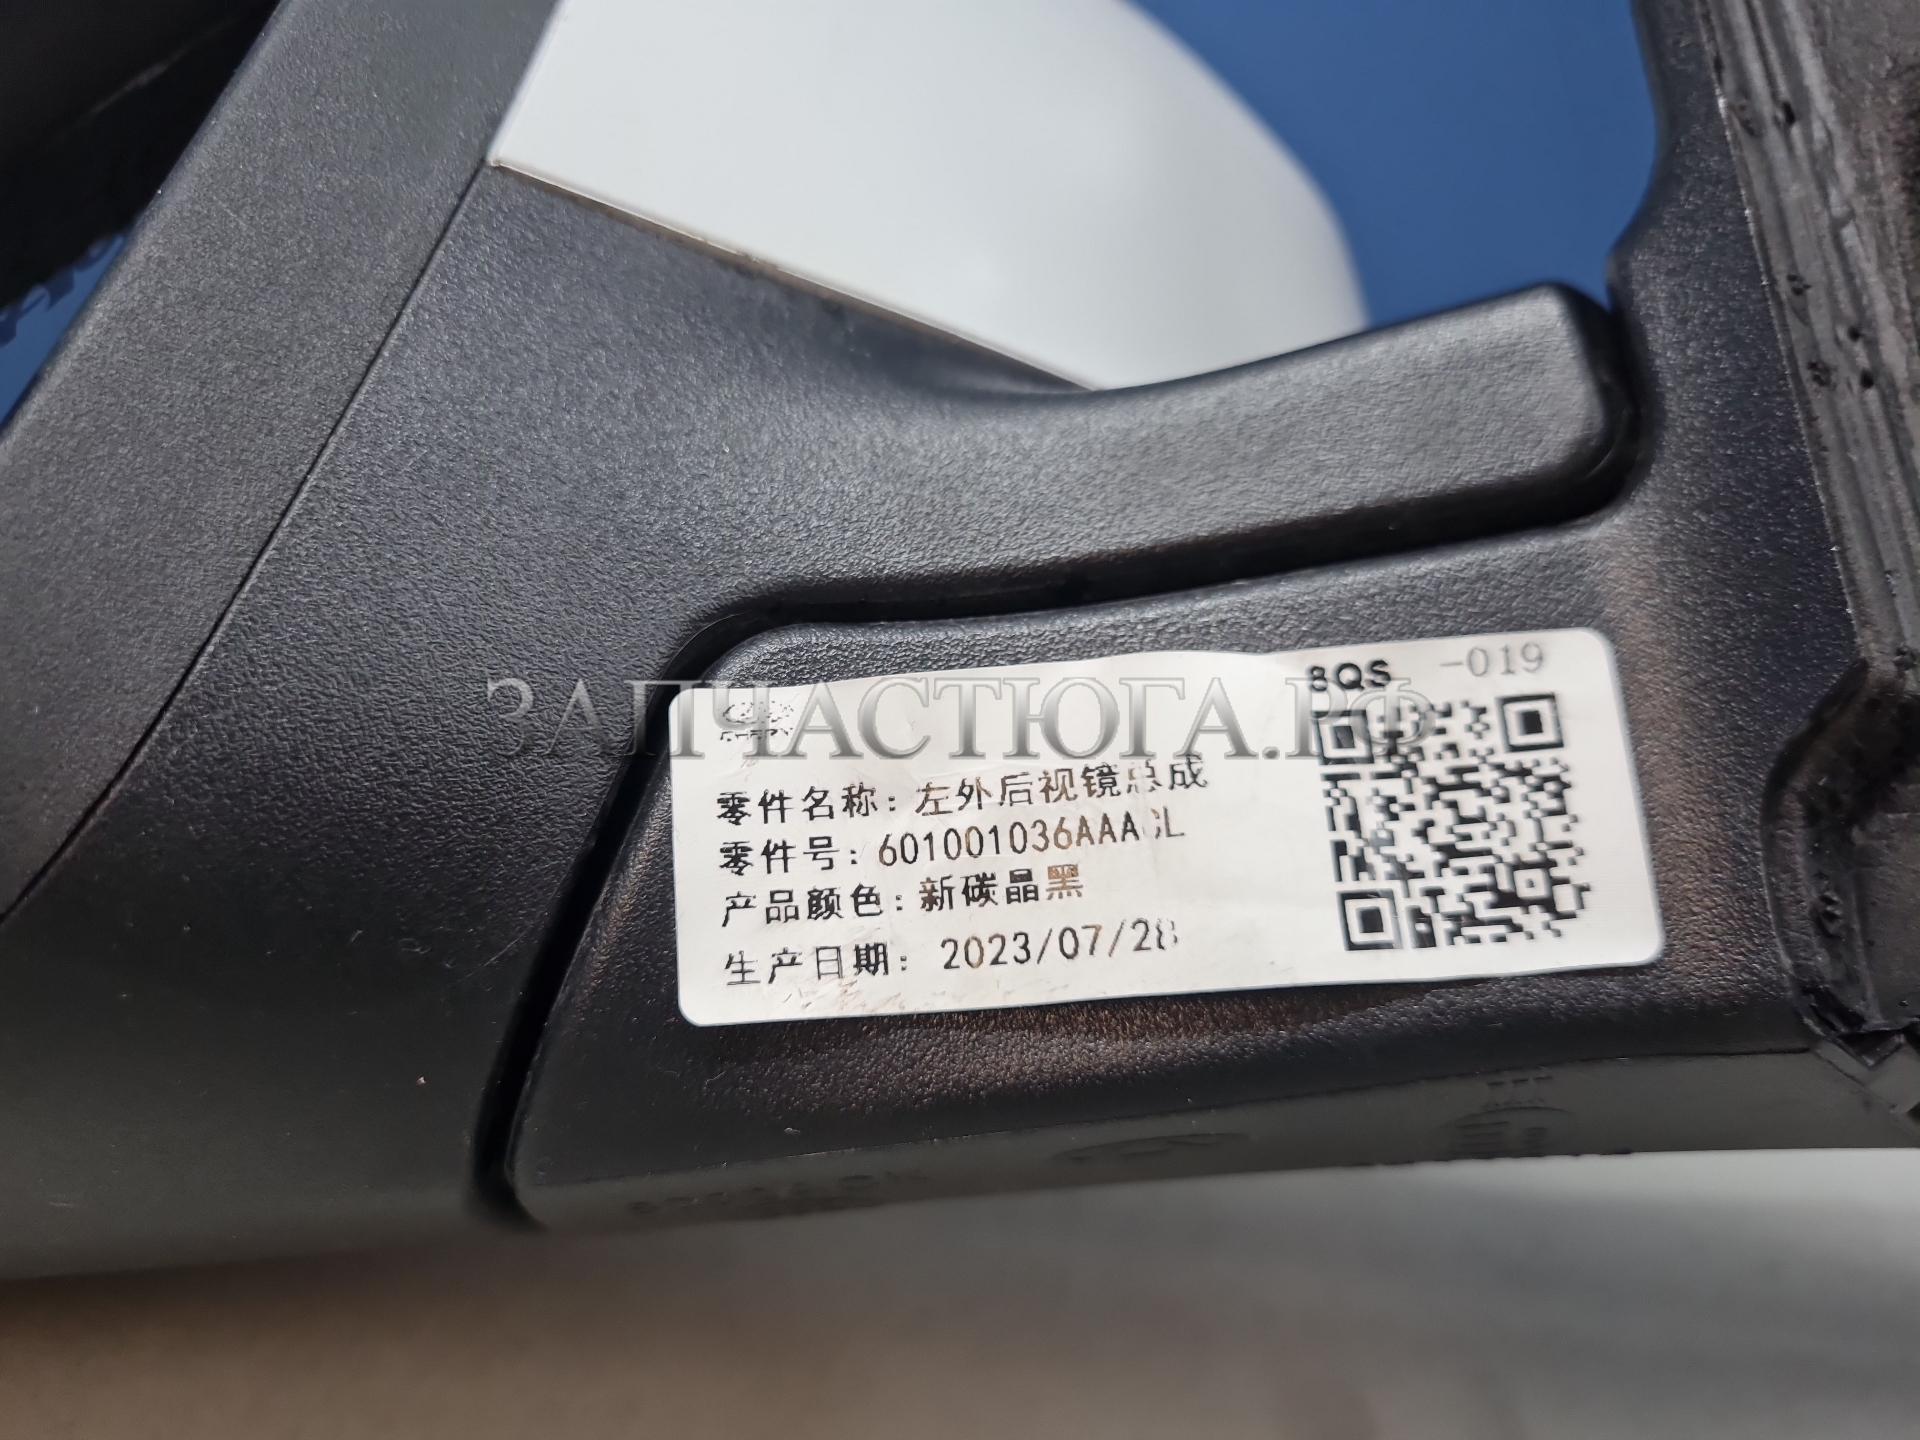 8QS -019
ЗАПЧАСТЮГА.РФ
零件名称：左外后视镜总成
零件号：601001036AAACL
产品颜色：新碳晶黑
生产日期：2023/07/28